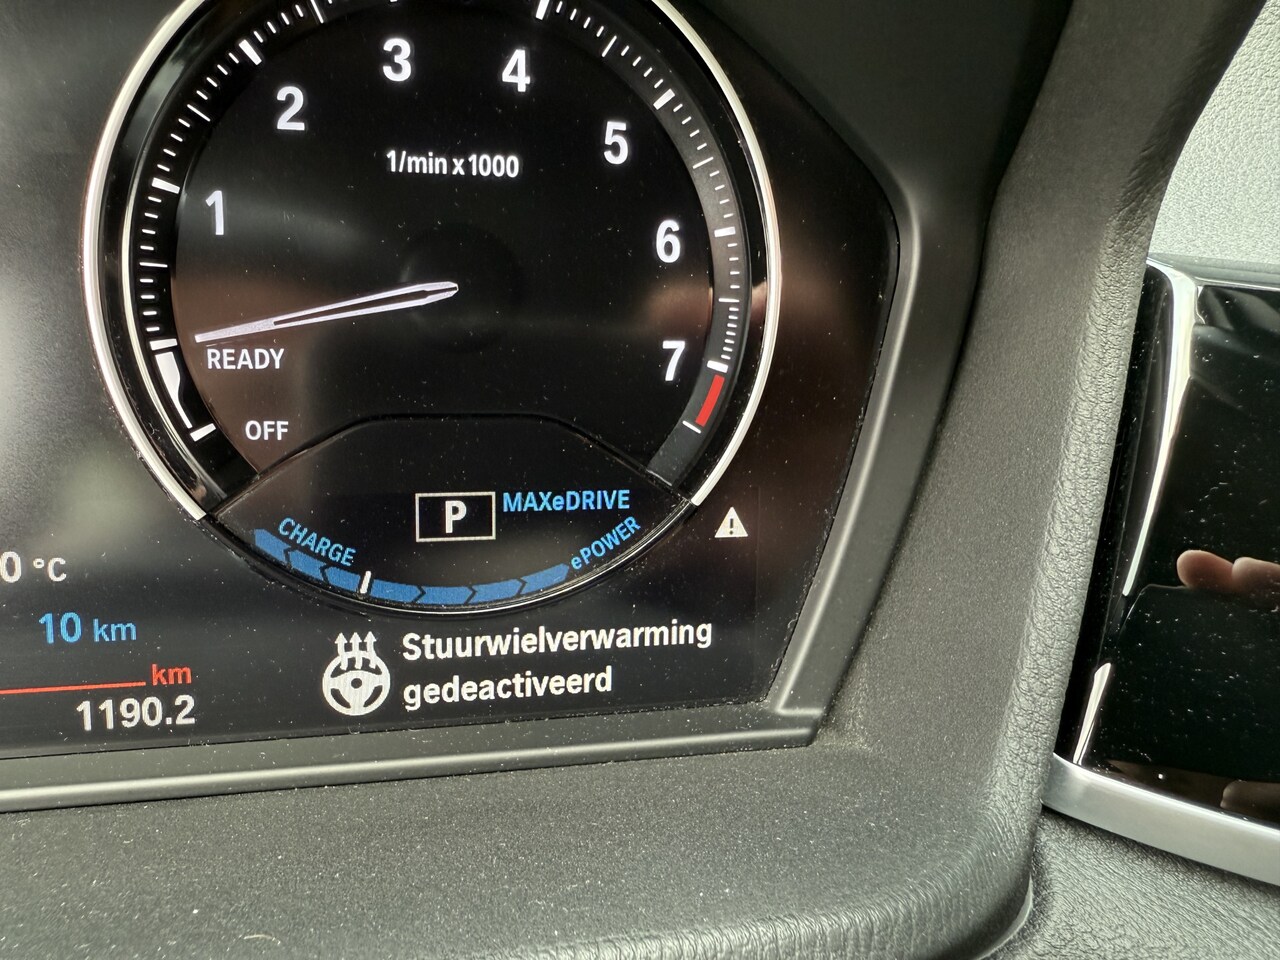 3
4
2
5
1/min x 1000
1
6
READY
7
OFF
P MAXeDRIVE
CHARGE
ePOWER
0 °C
10 km
Stuurwielverwarming
gedeactiveerd
km
1190.2